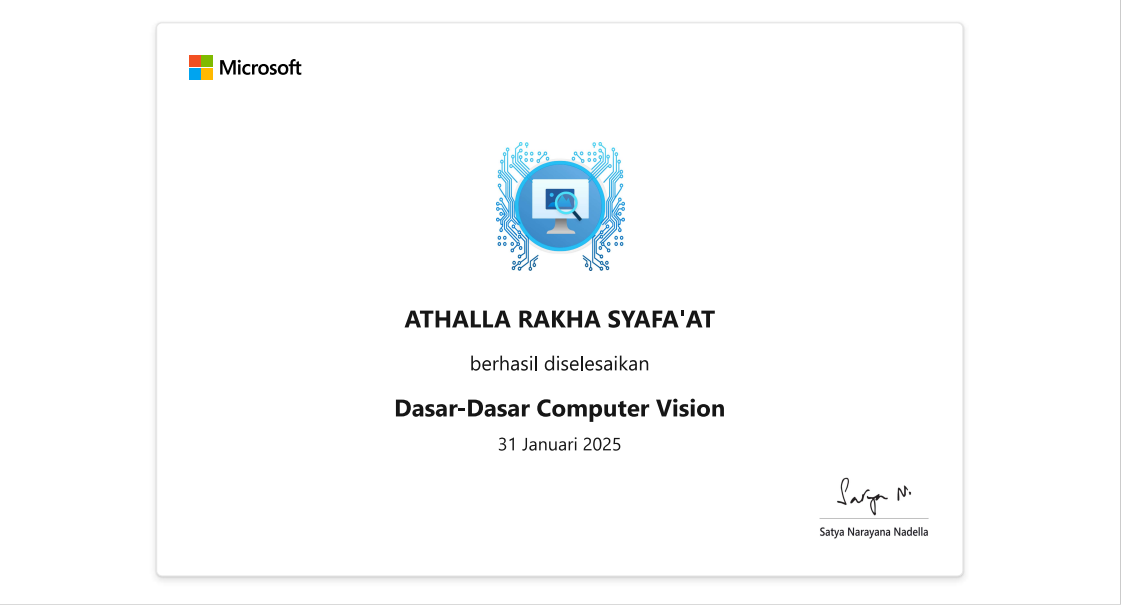 Microsoft
ATHALLA RAKHA SYAFA'AT
berhasil diselesaikan
Dasar-Dasar Computer Vision
31 Januari 2025
Satya N.
Satya Narayana Nadella